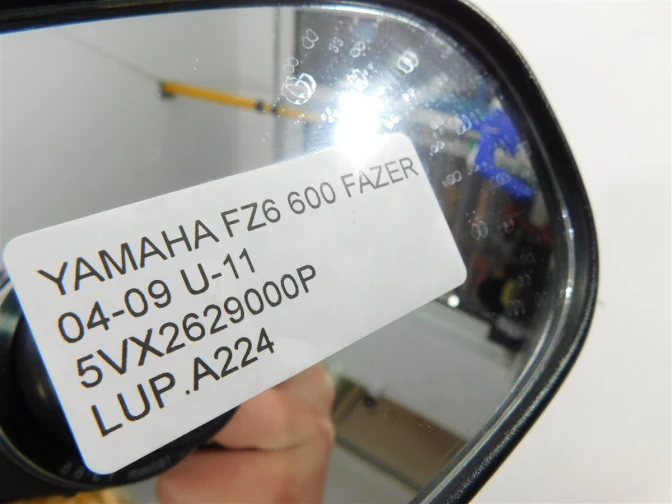 YAMAHA FZ6 600 FAZER
04-09 U-11
5VX2629000P
LUP.A224